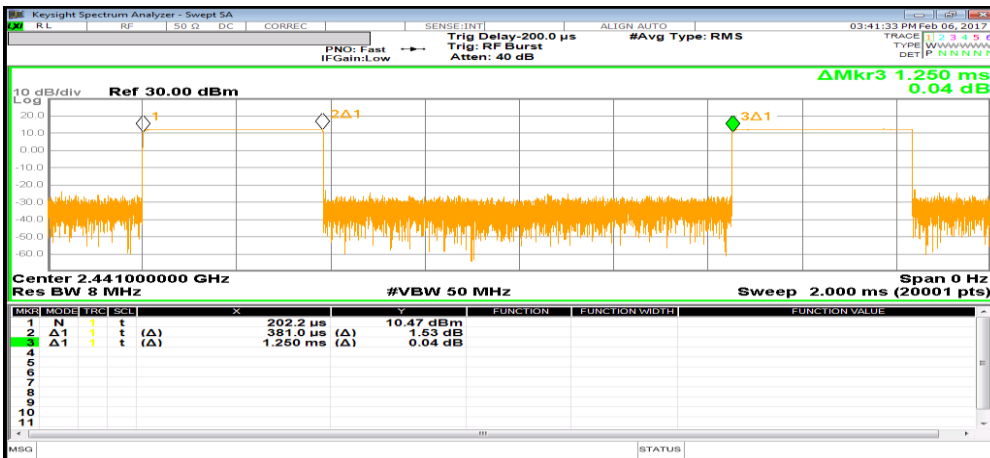 Keysight Spectrum Analyzer - Swept SA
LXI RL RF 50 Ω DC CORREC SENSE:INT ALIGN AUTO 03:41:33 PM Feb 06, 2017
Trig Delay-200.0 µs #Avg Type: RMS TRACE 1 2 3 4 5 6
PNO: Fast Trig: RF Burst TYPE WWWWWW
IFGain:Low Atten: 40 dB DET P N N N N N
ΔMkr3 1.250 ms
10 dB/div Ref 30.00 dBm 0.04 dB
Log
20.0
10.0
0.00
-10.0
-20.0
-30.0
-40.0
-50.0
-60.0
1
2Δ1
3Δ1
Center 2.441000000 GHz Span 0 Hz
Res BW 8 MHz #VBW 50 MHz Sweep 2.000 ms (20001 pts)
MKR MODE TRC SCL X Y FUNCTION FUNCTION WIDTH FUNCTION VALUE
1 N 1 t 202.2 µs 10.47 dBm
2 Δ1 1 t (Δ) 381.0 µs (Δ) 1.53 dB
3 Δ1 1 t (Δ) 1.250 ms (Δ) 0.04 dB
4
5
6
7
8
9
10
11
MSG STATUS